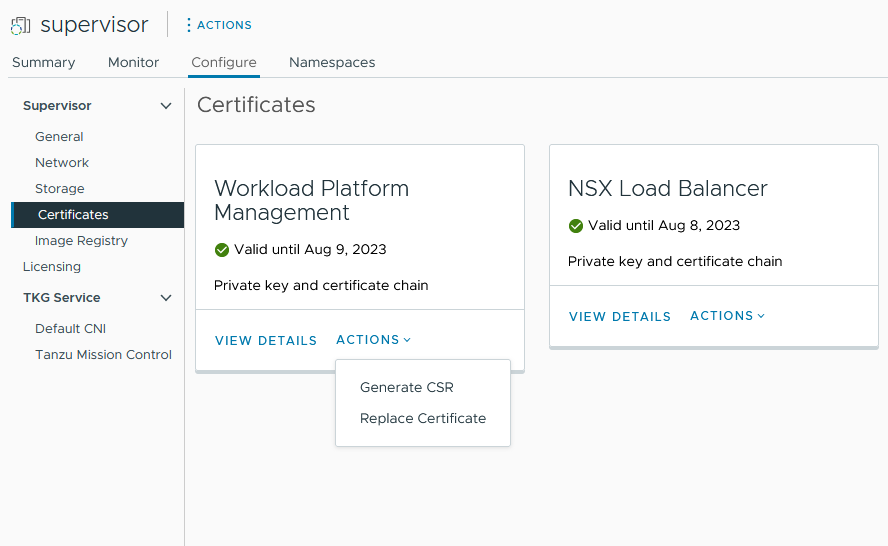 supervisor
ACTIONS
Summary
Monitor
Configure
Namespaces
Supervisor
General
Network
Storage
Certificates
Image Registry
Licensing
TKG Service
Default CNI
Tanzu Mission Control
Certificates
Workload Platform
Management
Valid until Aug 9, 2023
Private key and certificate chain
VIEW DETAILS
ACTIONS
Generate CSR
Replace Certificate
NSX Load Balancer
Valid until Aug 8, 2023
Private key and certificate chain
VIEW DETAILS
ACTIONS